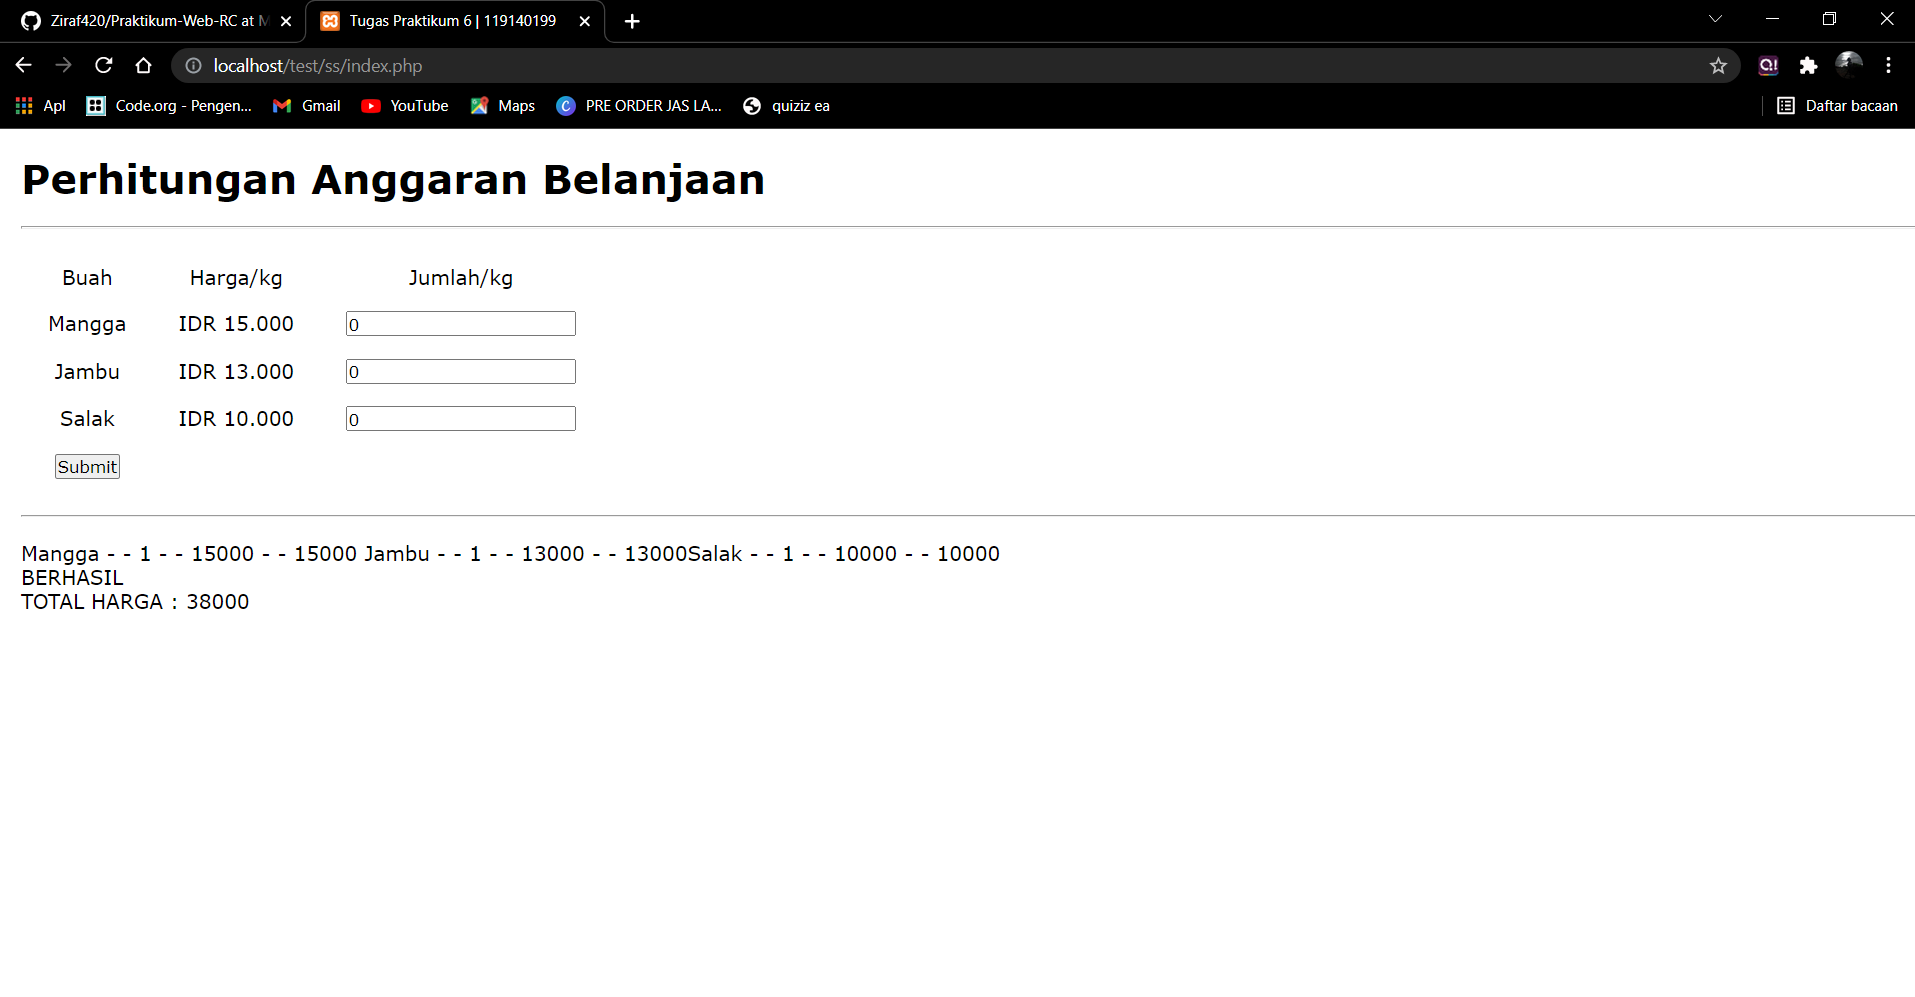 Ziraf420/Praktikum-Web-RC at M
Tugas Praktikum 6 | 119140199
localhost/test/ss/index.php
Apl Code.org - Pengen... Gmail YouTube Maps C PRE ORDER JAS LA... quiziz ea Daftar bacaan
Perhitungan Anggaran Belanjaan
Buah Harga/kg Jumlah/kg
Mangga IDR 15.000 0
Jambu IDR 13.000 0
Salak IDR 10.000 0
Submit
Mangga - - 1 - - 15000 - - 15000 Jambu - - 1 - - 13000 - - 13000Salak - - 1 - - 10000 - - 10000
BERHASIL
TOTAL HARGA : 38000